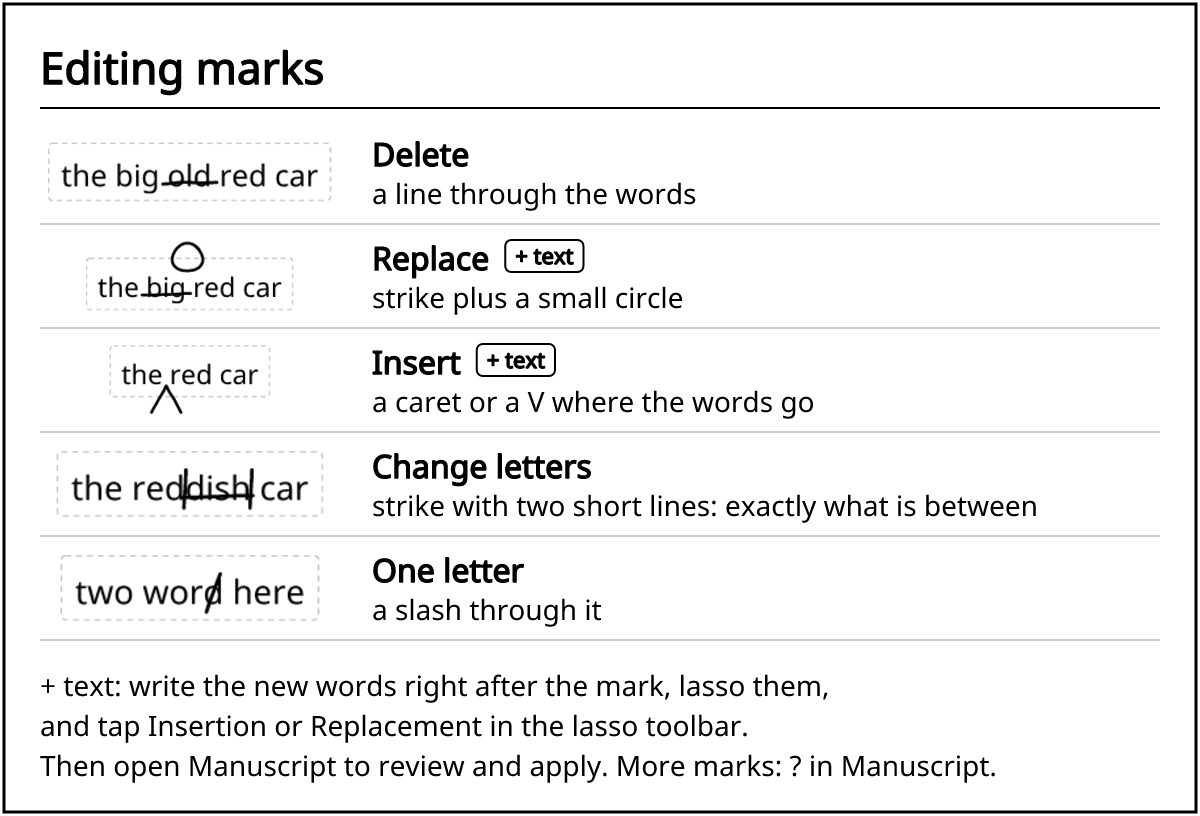 Editing marks
the big old red car
Delete
a line through the words
the big red car
Replace + text
strike plus a small circle
the red car
Insert + text
a caret or a V where the words go
the reddish car
Change letters
strike with two short lines: exactly what is between
two word here
One letter
a slash through it
+ text: write the new words right after the mark, lasso them,
and tap Insertion or Replacement in the lasso toolbar.
Then open Manuscript to review and apply. More marks: ? in Manuscript.